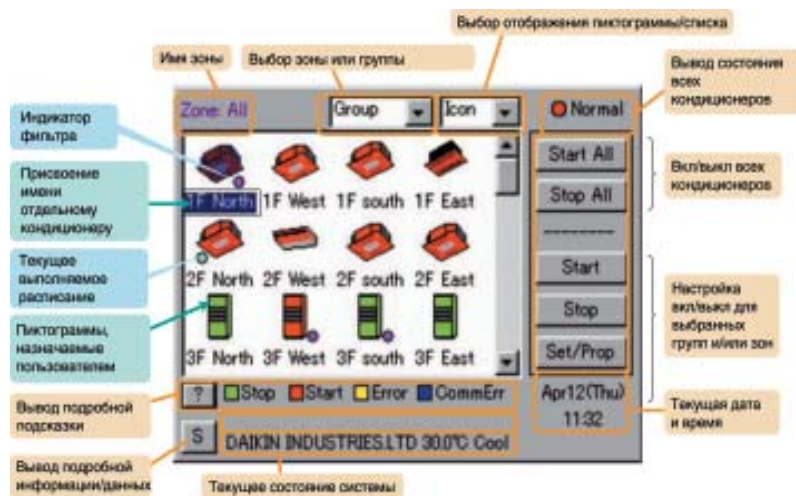 Выбор отображения пиктограммы/списка
Имя зоны
Выбор зоны или группы
Вывод состояния
всех
кондиционеров
Индикатор
фильтра
Присвоение
имени
отдельному
кондиционеру
Текущее
выполняемое
расписание
Пиктограммы,
назначаемые
пользователем
Вывод подробной
подсказки
Вывод подробной
информации/данных
Zone: All
Group
Icon
Normal
1F North 1F West 1F south 1F East
2F North 2F West 2F south 2F East
3F North 3F West 3F south 3F East
Start All
Stop All
--------
Start
Stop
Set/Prop
? Stop Start Error CommErr
Apr12(Thu)
11:32
S DAIKIN INDUSTRIES.LTD 30.0°C Cool
Вкл/выкл всех
кондиционеров
Настройка
вкл/выкл для
выбранных
групп и/или зон
Текущая дата
и время
Текущее состояние системы